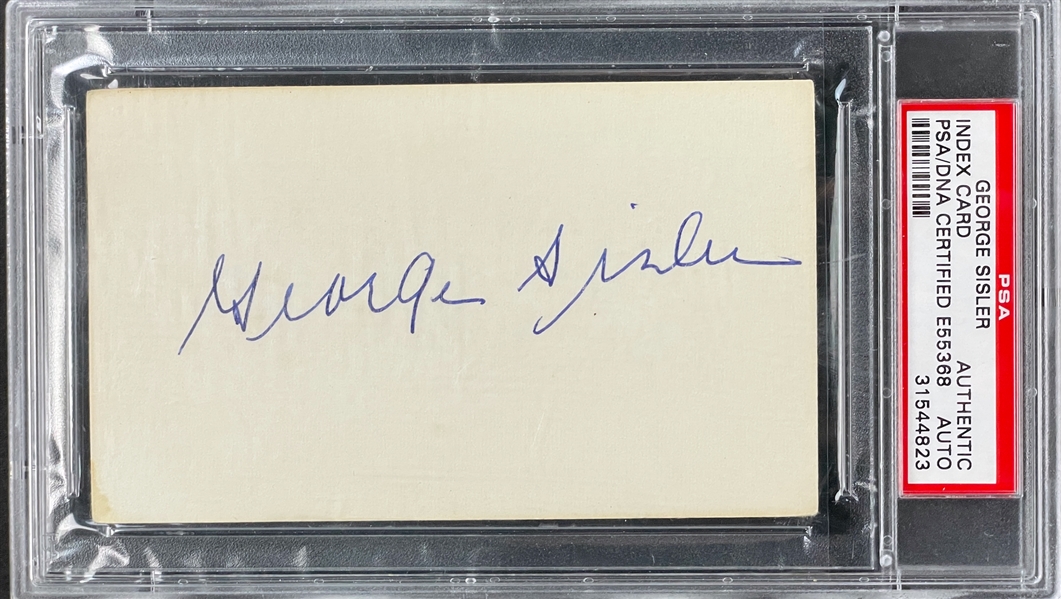 George Sisler
PSA
GEORGE SISLER AUTHENTIC
INDEX CARD AUTO
PSA/DNA CERTIFIED E55368 31544823